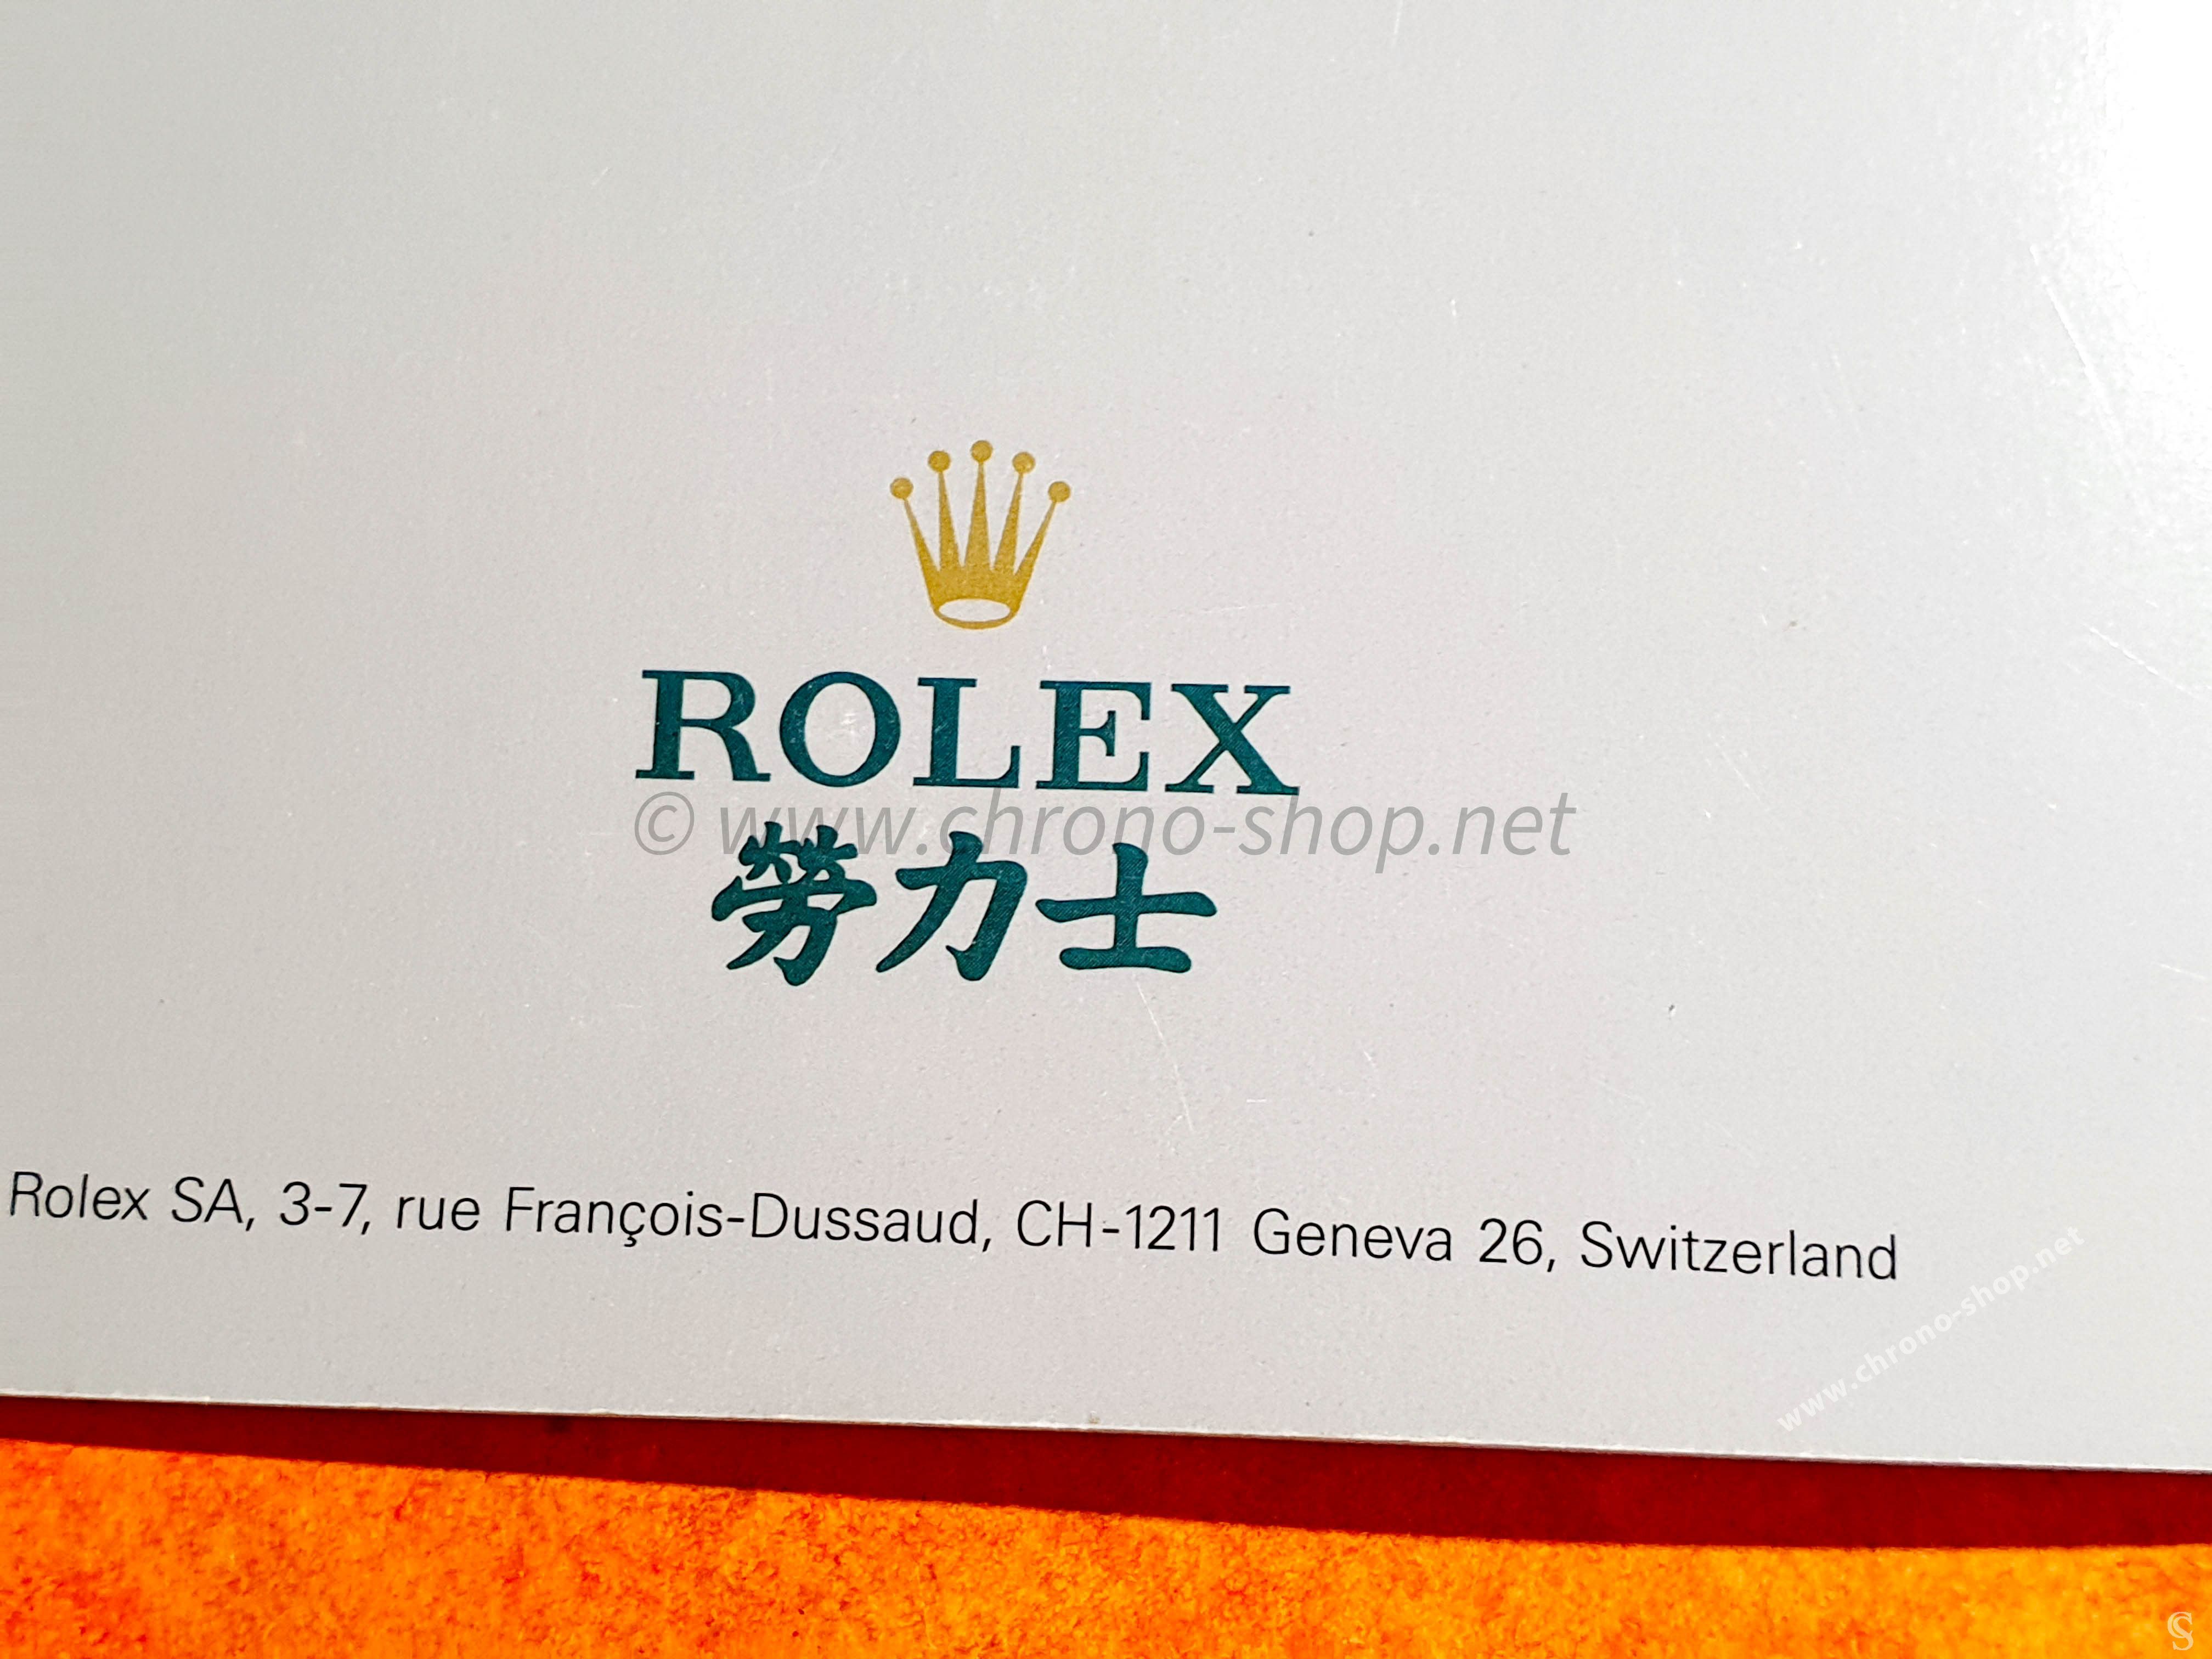 ROLEX
© www.chrono-shop.net
勞力士
Rolex SA, 3-7, rue François-Dussaud, CH-1211 Geneva 26, Switzerland
www.chrono-shop.net